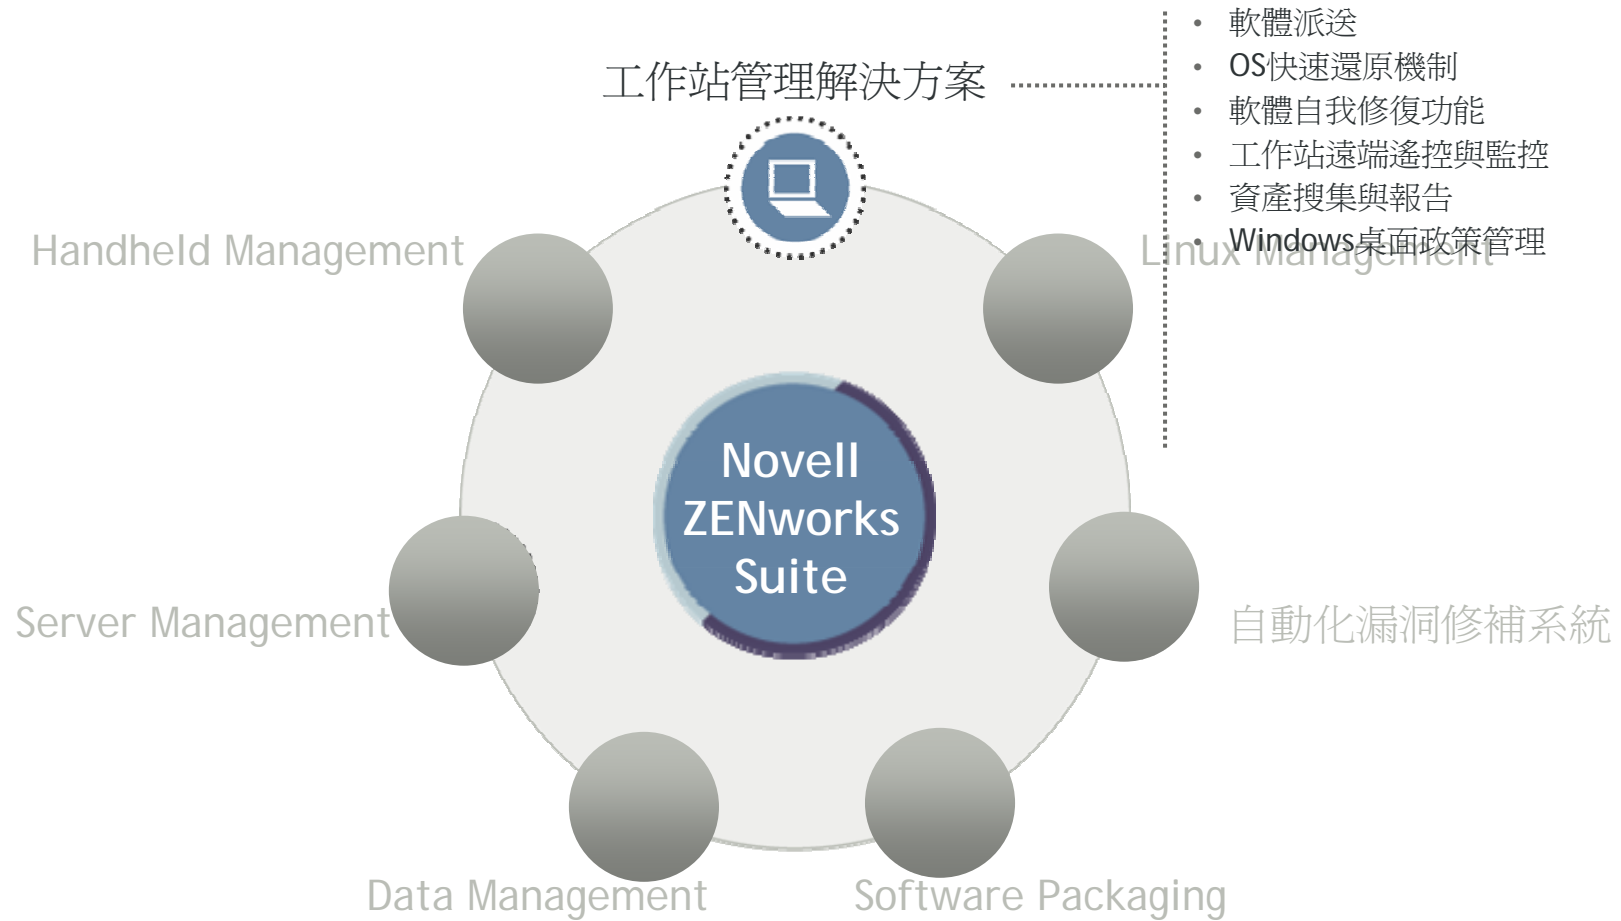 工作站管理解決方案
• 軟體派送
• OS快速還原機制
• 軟體自我修復功能
• 工作站遠端遙控與監控
• 資產搜集與報告
• Windows桌面政策管理
Handheld Management
Linux Management
Novell
ZENworks
Suite
Server Management
自動化漏洞修補系統
Data Management
Software Packaging